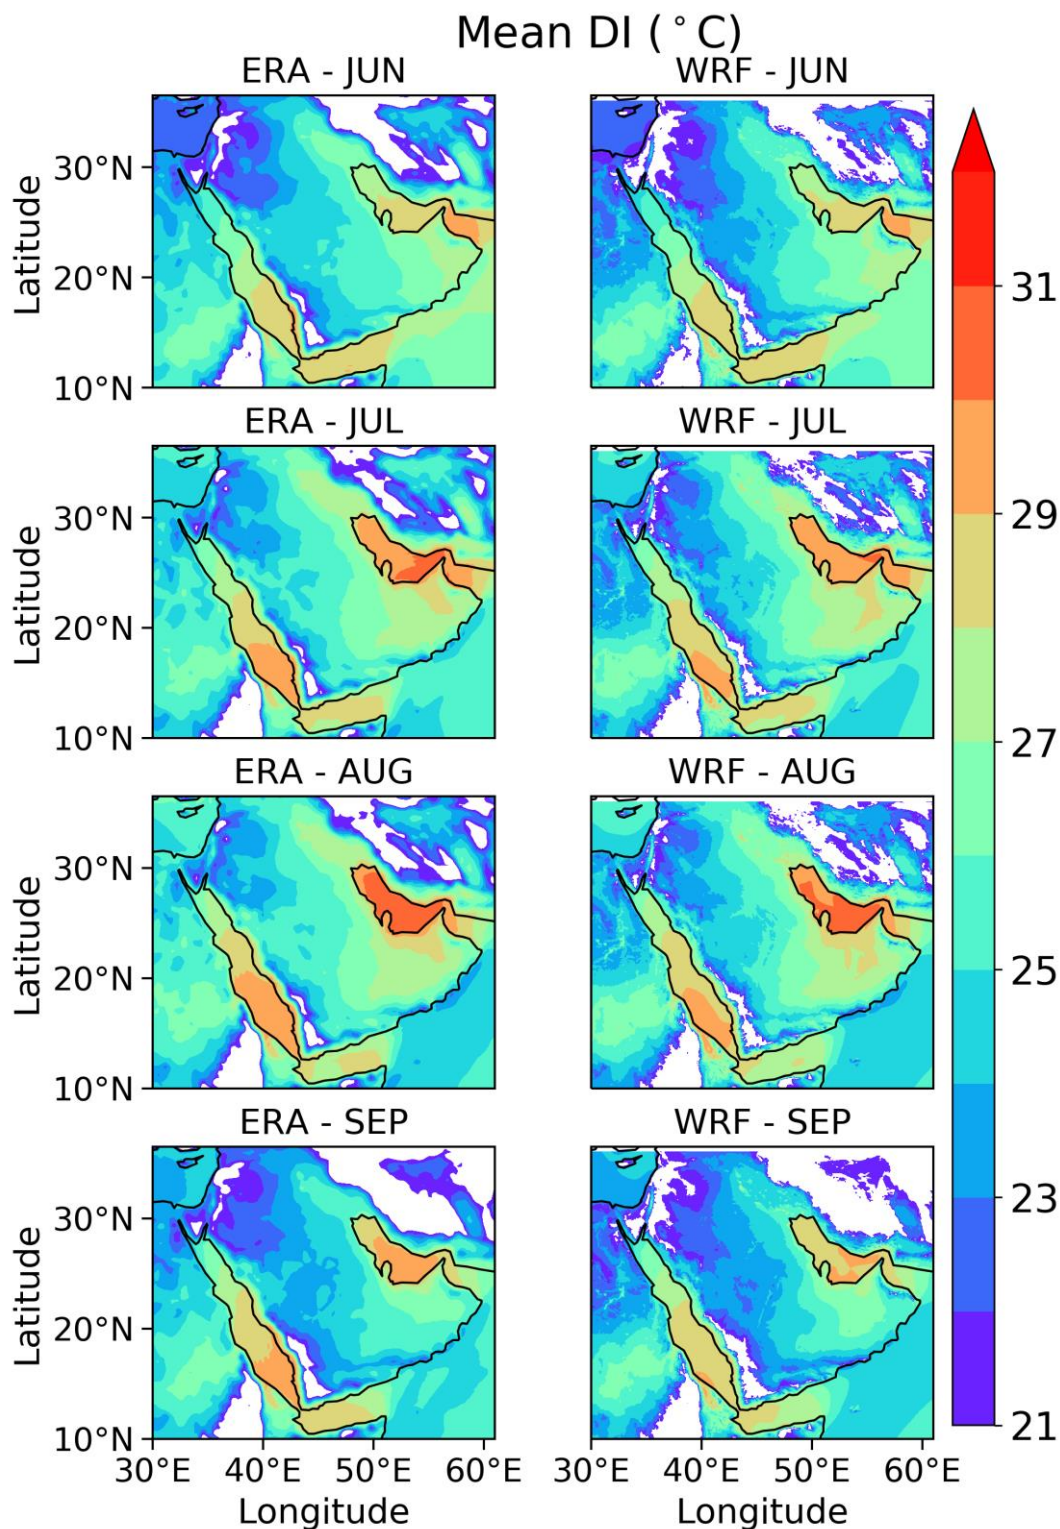 Mean DI (°C)
ERA - JUN
WRF - JUN
Latitude
30°N
20°N
10°N
ERA - JUL
WRF - JUL
Latitude
30°N
20°N
10°N
ERA - AUG
WRF - AUG
Latitude
30°N
20°N
10°N
ERA - SEP
WRF - SEP
Latitude
30°N
20°N
10°N
30°E 40°E 50°E 60°E
30°E 40°E 50°E 60°E
Longitude
Longitude
31
29
27
25
23
21